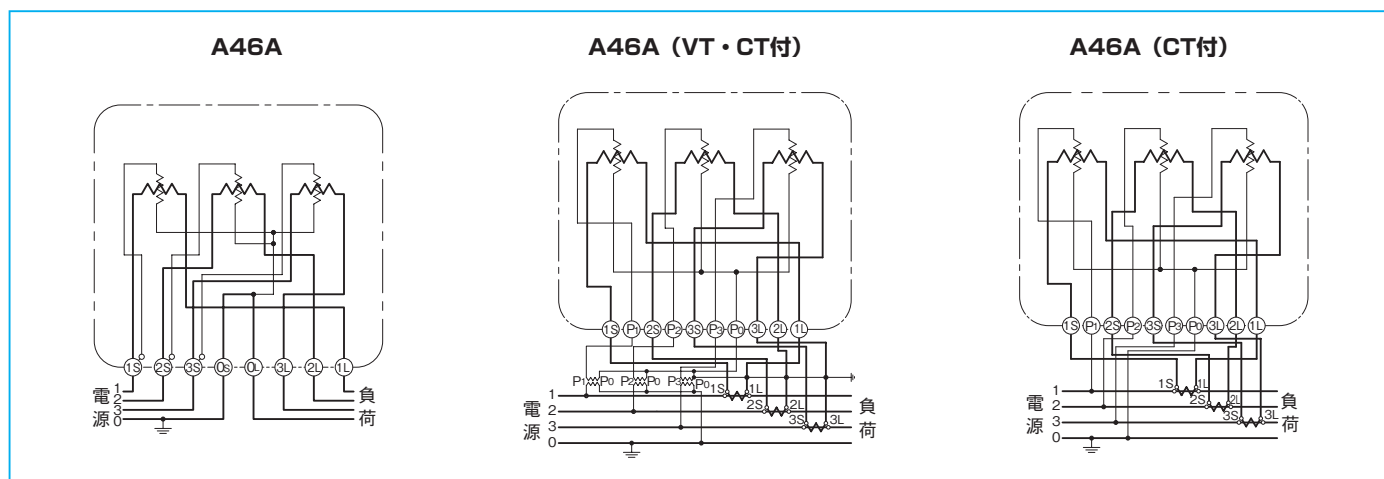 A46A
1S 2S 3S 0S 0L 3L 2L 1L
電源 1 2 3 0
負荷
A46A（VT・CT付）
1S P1 2S P2 3S P3 P0 3L 2L 1L
P1 P0 P2 P0 P3 P0 1S 1L
2S 2L
3S 3L
電源 1 2 3 0
負荷
A46A（CT付）
1S P1 2S P2 3S P3 P0 3L 2L 1L
1S 1L
2S 2L
3S 3L
電源 1 2 3 0
負荷